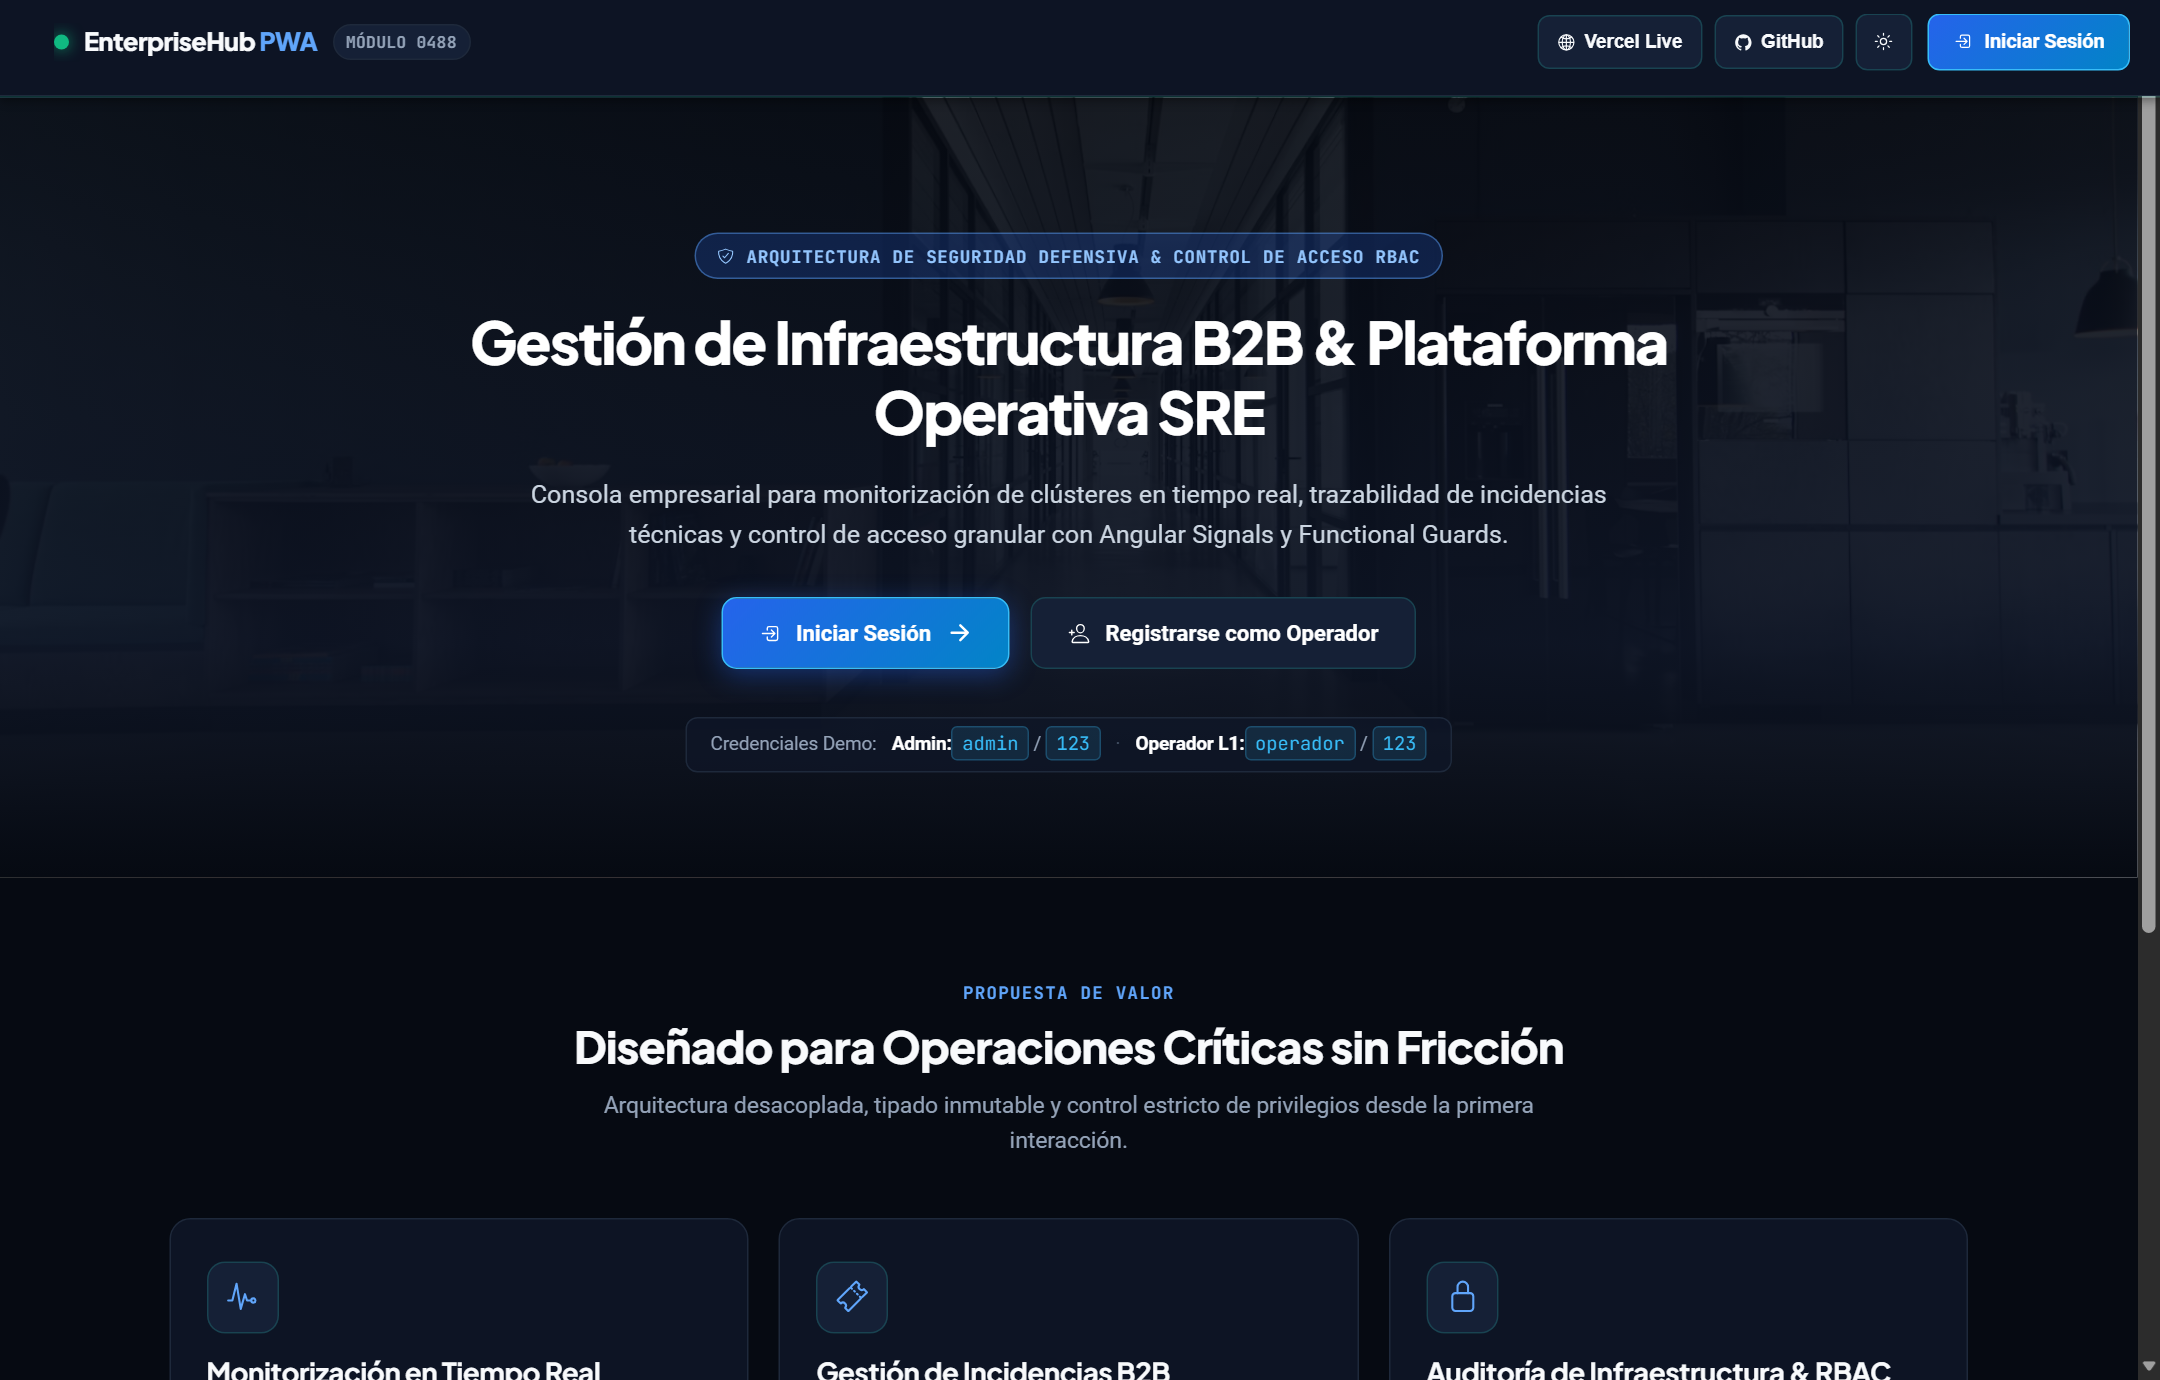 EnterpriseHub PWA MÓDULO 0488 Vercel Live GitHub Iniciar Sesión
ARQUITECTURA DE SEGURIDAD DEFENSIVA & CONTROL DE ACCESO RBAC
Gestión de Infraestructura B2B & Plataforma
Operativa SRE
Consola empresarial para monitorización de clústeres en tiempo real, trazabilidad de incidencias
técnicas y control de acceso granular con Angular Signals y Functional Guards.
Iniciar Sesión → Registrarse como Operador
Credenciales Demo: Admin: admin / 123 · Operador L1: operador / 123
PROPUESTA DE VALOR
Diseñado para Operaciones Críticas sin Fricción
Arquitectura desacoplada, tipado inmutable y control estricto de privilegios desde la primera
interacción.
Monitorización en Tiempo Real Gestión de Incidencias B2B Auditoría de Infraestructura & RBAC